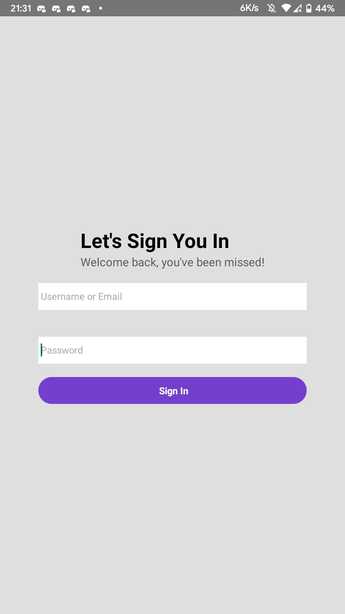 21:31 6K/s 44%
Let's Sign You In
Welcome back, you've been missed!
Username or Email
Password
Sign In